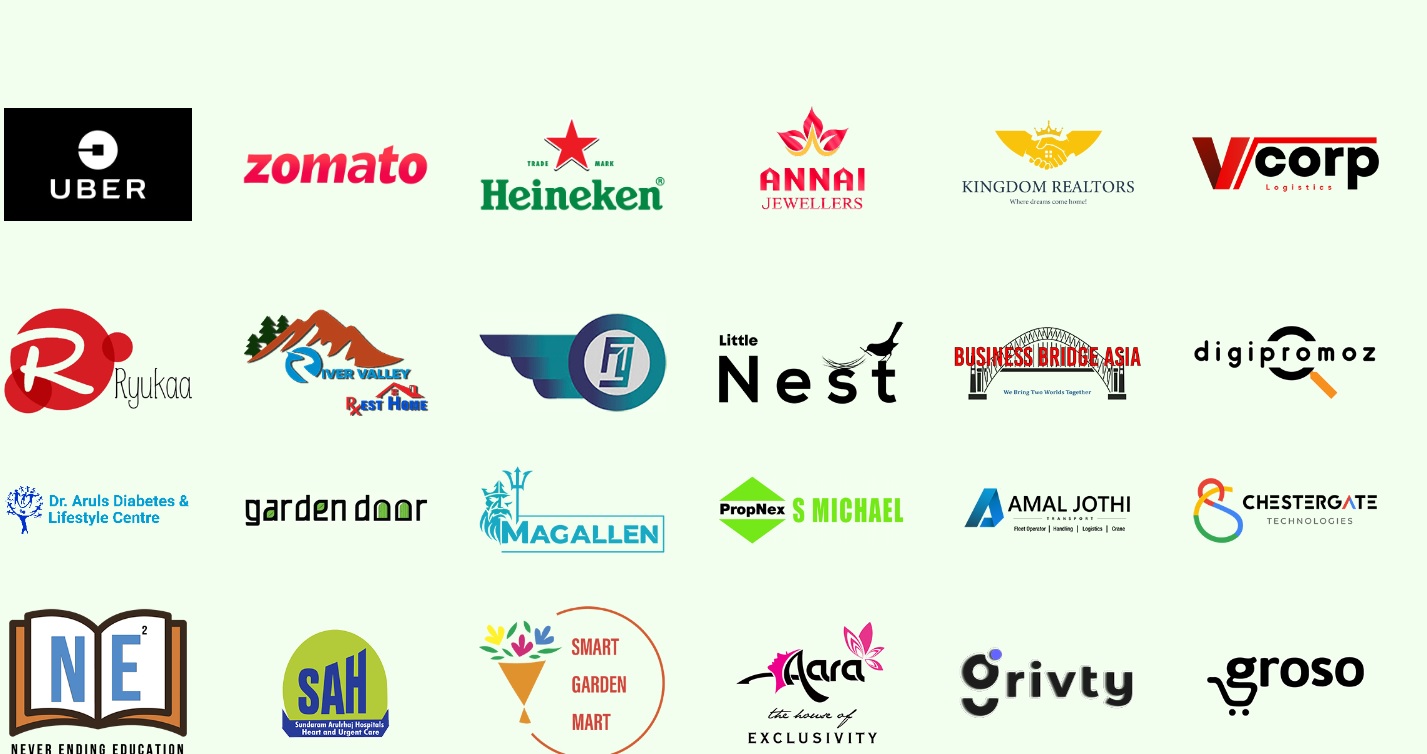 UBER
zomato
TRADE MARK
Heineken®
ANNAI
JEWELLERS
KINGDOM REALTORS
Where dreams come home!
Vcorp
Logistics
R
Ryukaa
RIVER VALLEY
RxEST HOME
Little
Nest
BUSINESS BRIDGE ASIA
We Bring Two Worlds Together
digipromoz
Dr. Aruls Diabetes &
Lifestyle Centre
garden door
MAGALLEN
PropNex S MICHAEL
AMAL JOTHI
TRANSPORT
Fleet Operator | Handling | Logistics | Crane
CHESTERGATE
TECHNOLOGIES
NE²
NEVER ENDING EDUCATION
SAH
Sundaram Arulrhaj Hospitals
Heart and Urgent Care
SMART
GARDEN
MART
Aara
the house of
EXCLUSIVITY
grivty
groso